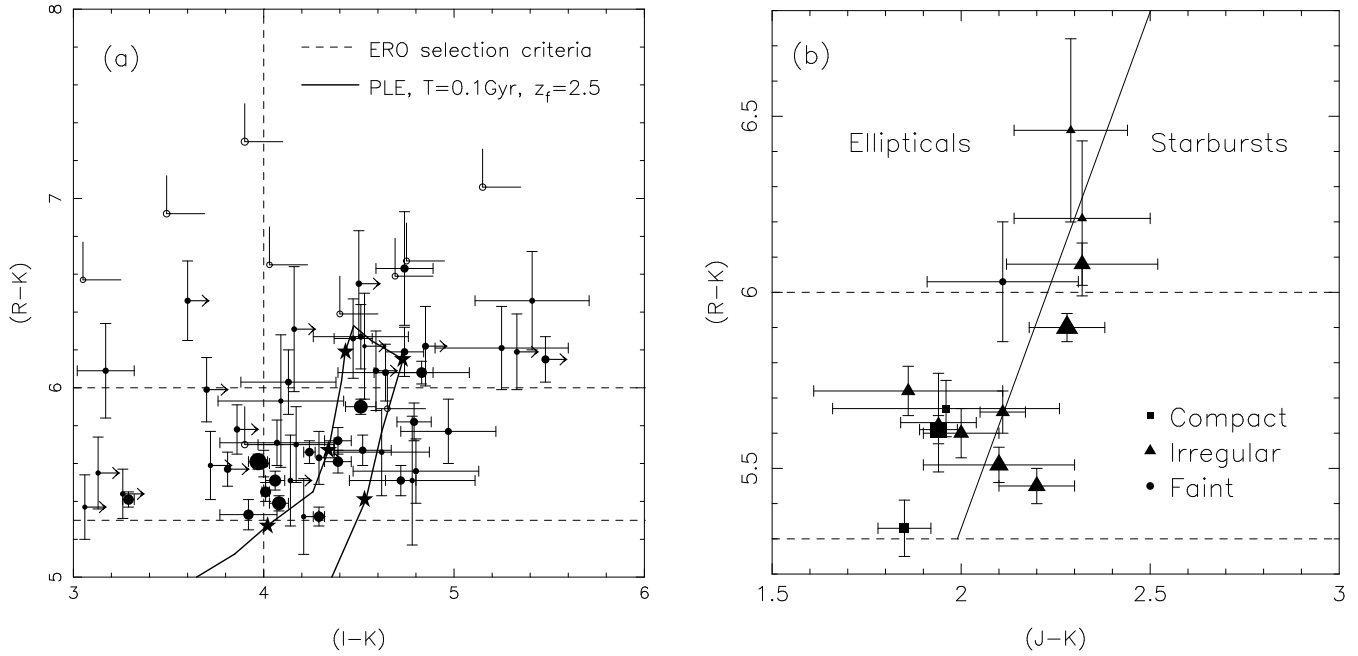 (a)
ERO selection criteria
PLE, T=0.1Gyr, z_f=2.5
8
7
6
5
(R−K)
3
4
5
6
(I−K)
(b)
Ellipticals
Starbursts
Compact
Irregular
Faint
6.5
6
5.5
(R−K)
1.5
2
2.5
3
(J−K)